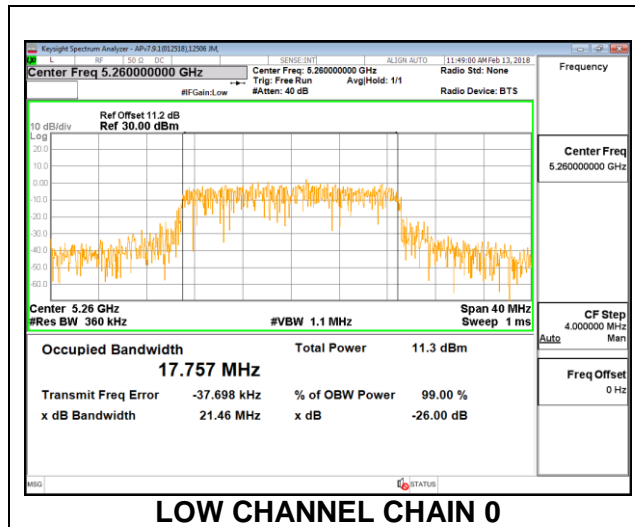 Keysight Spectrum Analyzer - APv7.9.1(012518),12506 JM,
L RF 50 Ω DC SENSE:INT ALIGN AUTO 11:49:00 AM Feb 13, 2018
Center Freq 5.260000000 GHz Center Freq: 5.260000000 GHz Radio Std: None Frequency
Trig: Free Run Avg|Hold: 1/1
#IFGain:Low #Atten: 40 dB Radio Device: BTS
Ref Offset 11.2 dB
10 dB/div Ref 30.00 dBm
Log
20.0
10.0
0.00
-10.0
-20.0
-30.0
-40.0
-50.0
-60.0
Center Freq
5.260000000 GHz
Center 5.26 GHz Span 40 MHz
#Res BW 360 kHz #VBW 1.1 MHz Sweep 1 ms
CF Step
4.000000 MHz
Auto Man
Occupied Bandwidth Total Power 11.3 dBm
17.757 MHz
Freq Offset
0 Hz
Transmit Freq Error -37.698 kHz % of OBW Power 99.00 %
x dB Bandwidth 21.46 MHz x dB -26.00 dB
MSG STATUS
LOW CHANNEL CHAIN 0